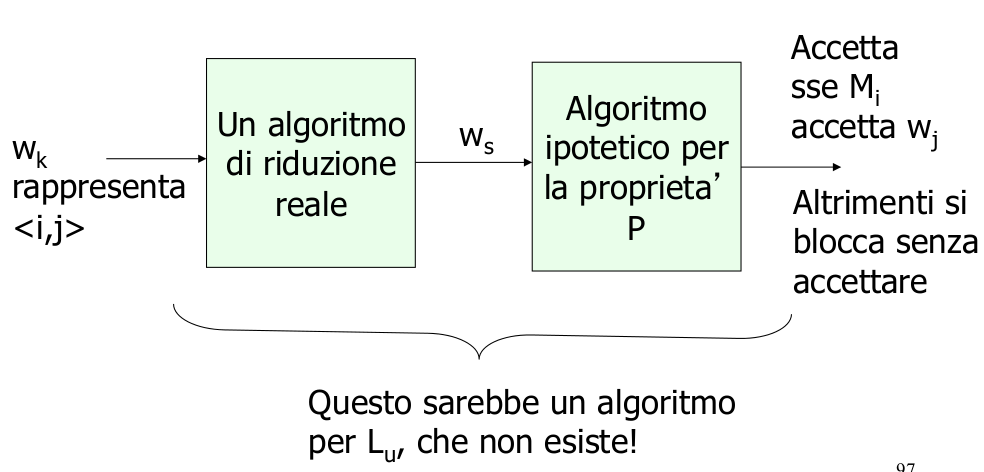 w_k
rappresenta
<i,j>
Un algoritmo
di riduzione
reale
w_s
Algoritmo
ipotetico per
la proprieta’
P
Accetta
sse M_i
accetta w_j
Altrimenti si
blocca senza
accettare
Questo sarebbe un algoritmo
per L_u, che non esiste!
97